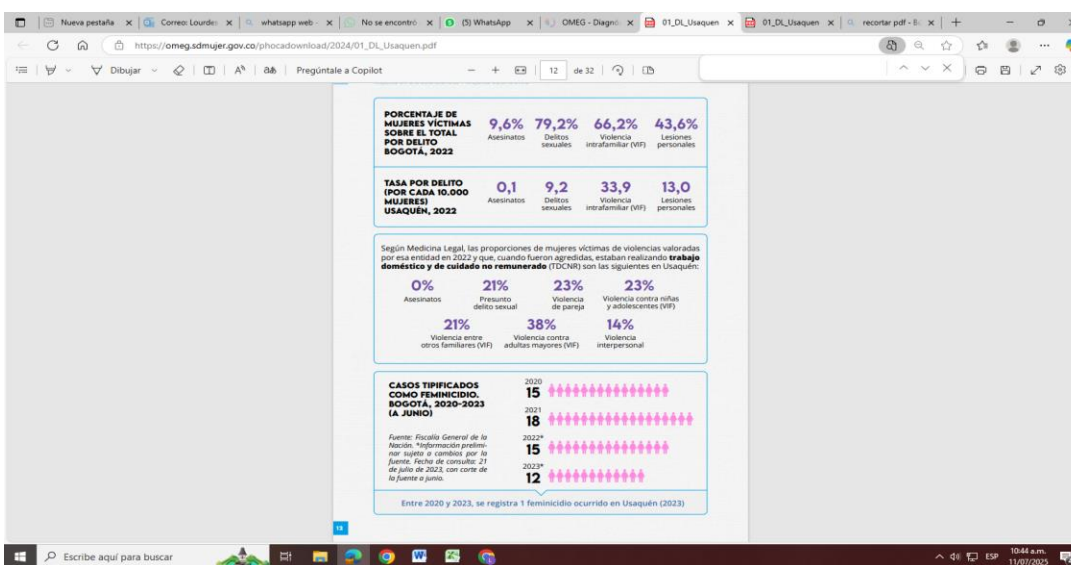 Nueva pestaña
Correo: Lourdes
whatsapp web -
No se encontró
(5) WhatsApp
OMEG - Diagnó
01_DL_Usaquen
01_DL_Usaquen
recortar pdf -
https://omeg.sdmujer.gov.co/phocadownload/2024/01_DL_Usaquen.pdf
Dibujar
Pregúntale a Copilot
12 de 32
PORCENTAJE DE
MUJERES VÍCTIMAS
SOBRE EL TOTAL
POR DELITO
BOGOTÁ, 2022
9,6% 79,2% 66,2% 43,6%
Asesinatos
Delitos
sexuales
Violencia
intrafamiliar (VIF)
Lesiones
personales
TASA POR DELITO
(POR CADA 10.000
MUJERES)
USAQUÉN, 2022
0,1 9,2 33,9 13,0
Asesinatos
Delitos
sexuales
Violencia
intrafamiliar (VIF)
Lesiones
personales
Según Medicina Legal, las proporciones de mujeres víctimas de violencias valoradas
por esa entidad en 2022 y que, cuando fueron agredidas, estaban realizando trabajo
doméstico y de cuidado no remunerado (TDCNR) son las siguientes en Usaquén:
0% 21% 23% 23%
Asesinatos
Presunto
delito sexual
Violencia
de pareja
Violencia contra niñas
y adolescentes (VIF)
21% 38% 14%
Violencia entre
otros familiares (VIF)
Violencia contra
adultas mayores (VIF)
Violencia
interpersonal
CASOS TIPIFICADOS
COMO FEMINICIDIO.
BOGOTÁ, 2020-2023
(A JUNIO)
Fuente: Fiscalía General de la
Nación. *Información prelimi-
nar sujeta a cambios por la
fuente. Fecha de consulta: 21
de julio de 2023, con corte de
la fuente a junio.
2020
15
2021
18
2022*
15
2023*
12
Entre 2020 y 2023, se registra 1 feminicidio ocurrido en Usaquén (2023)
12
Escribe aquí para buscar
ESP
10:44 a.m.
11/07/2025